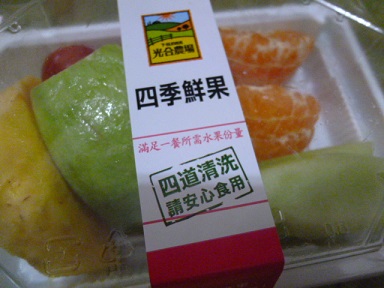 光合農場
四季鮮果
滿足一餐所需水果份量
四道清洗
請安心食用